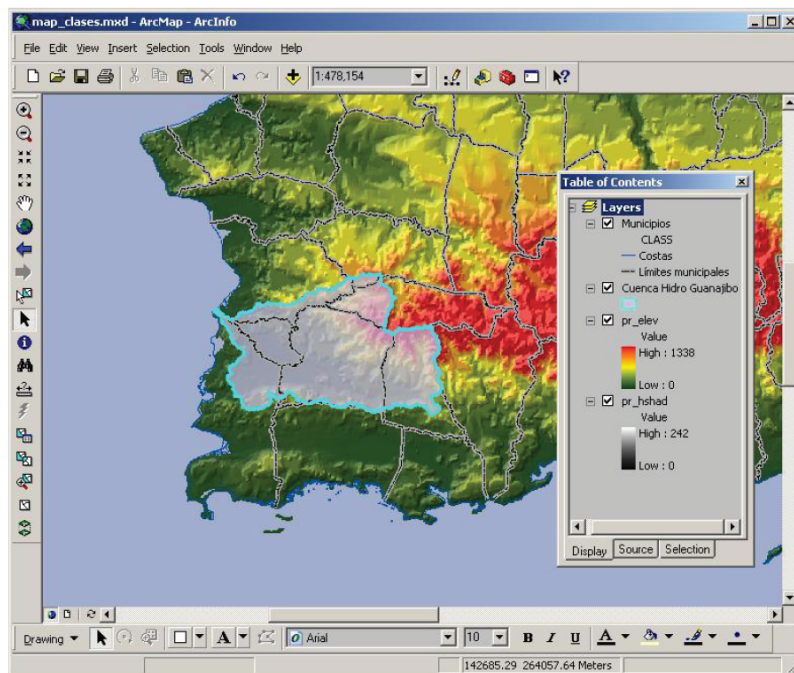 map_clases.mxd - ArcMap - ArcInfo
File Edit View Insert Selection Tools Window Help
1:478,154
Table of Contents
Layers
Municipios
CLASS
Costas
Límites municipales
Cuenca Hidro Guanajibo
pr_elev
Value
High : 1338
Low : 0
pr_hshad
Value
High : 242
Low : 0
Display Source Selection
Drawing A Arial 10 B I U A
142685.29 264057.64 Meters